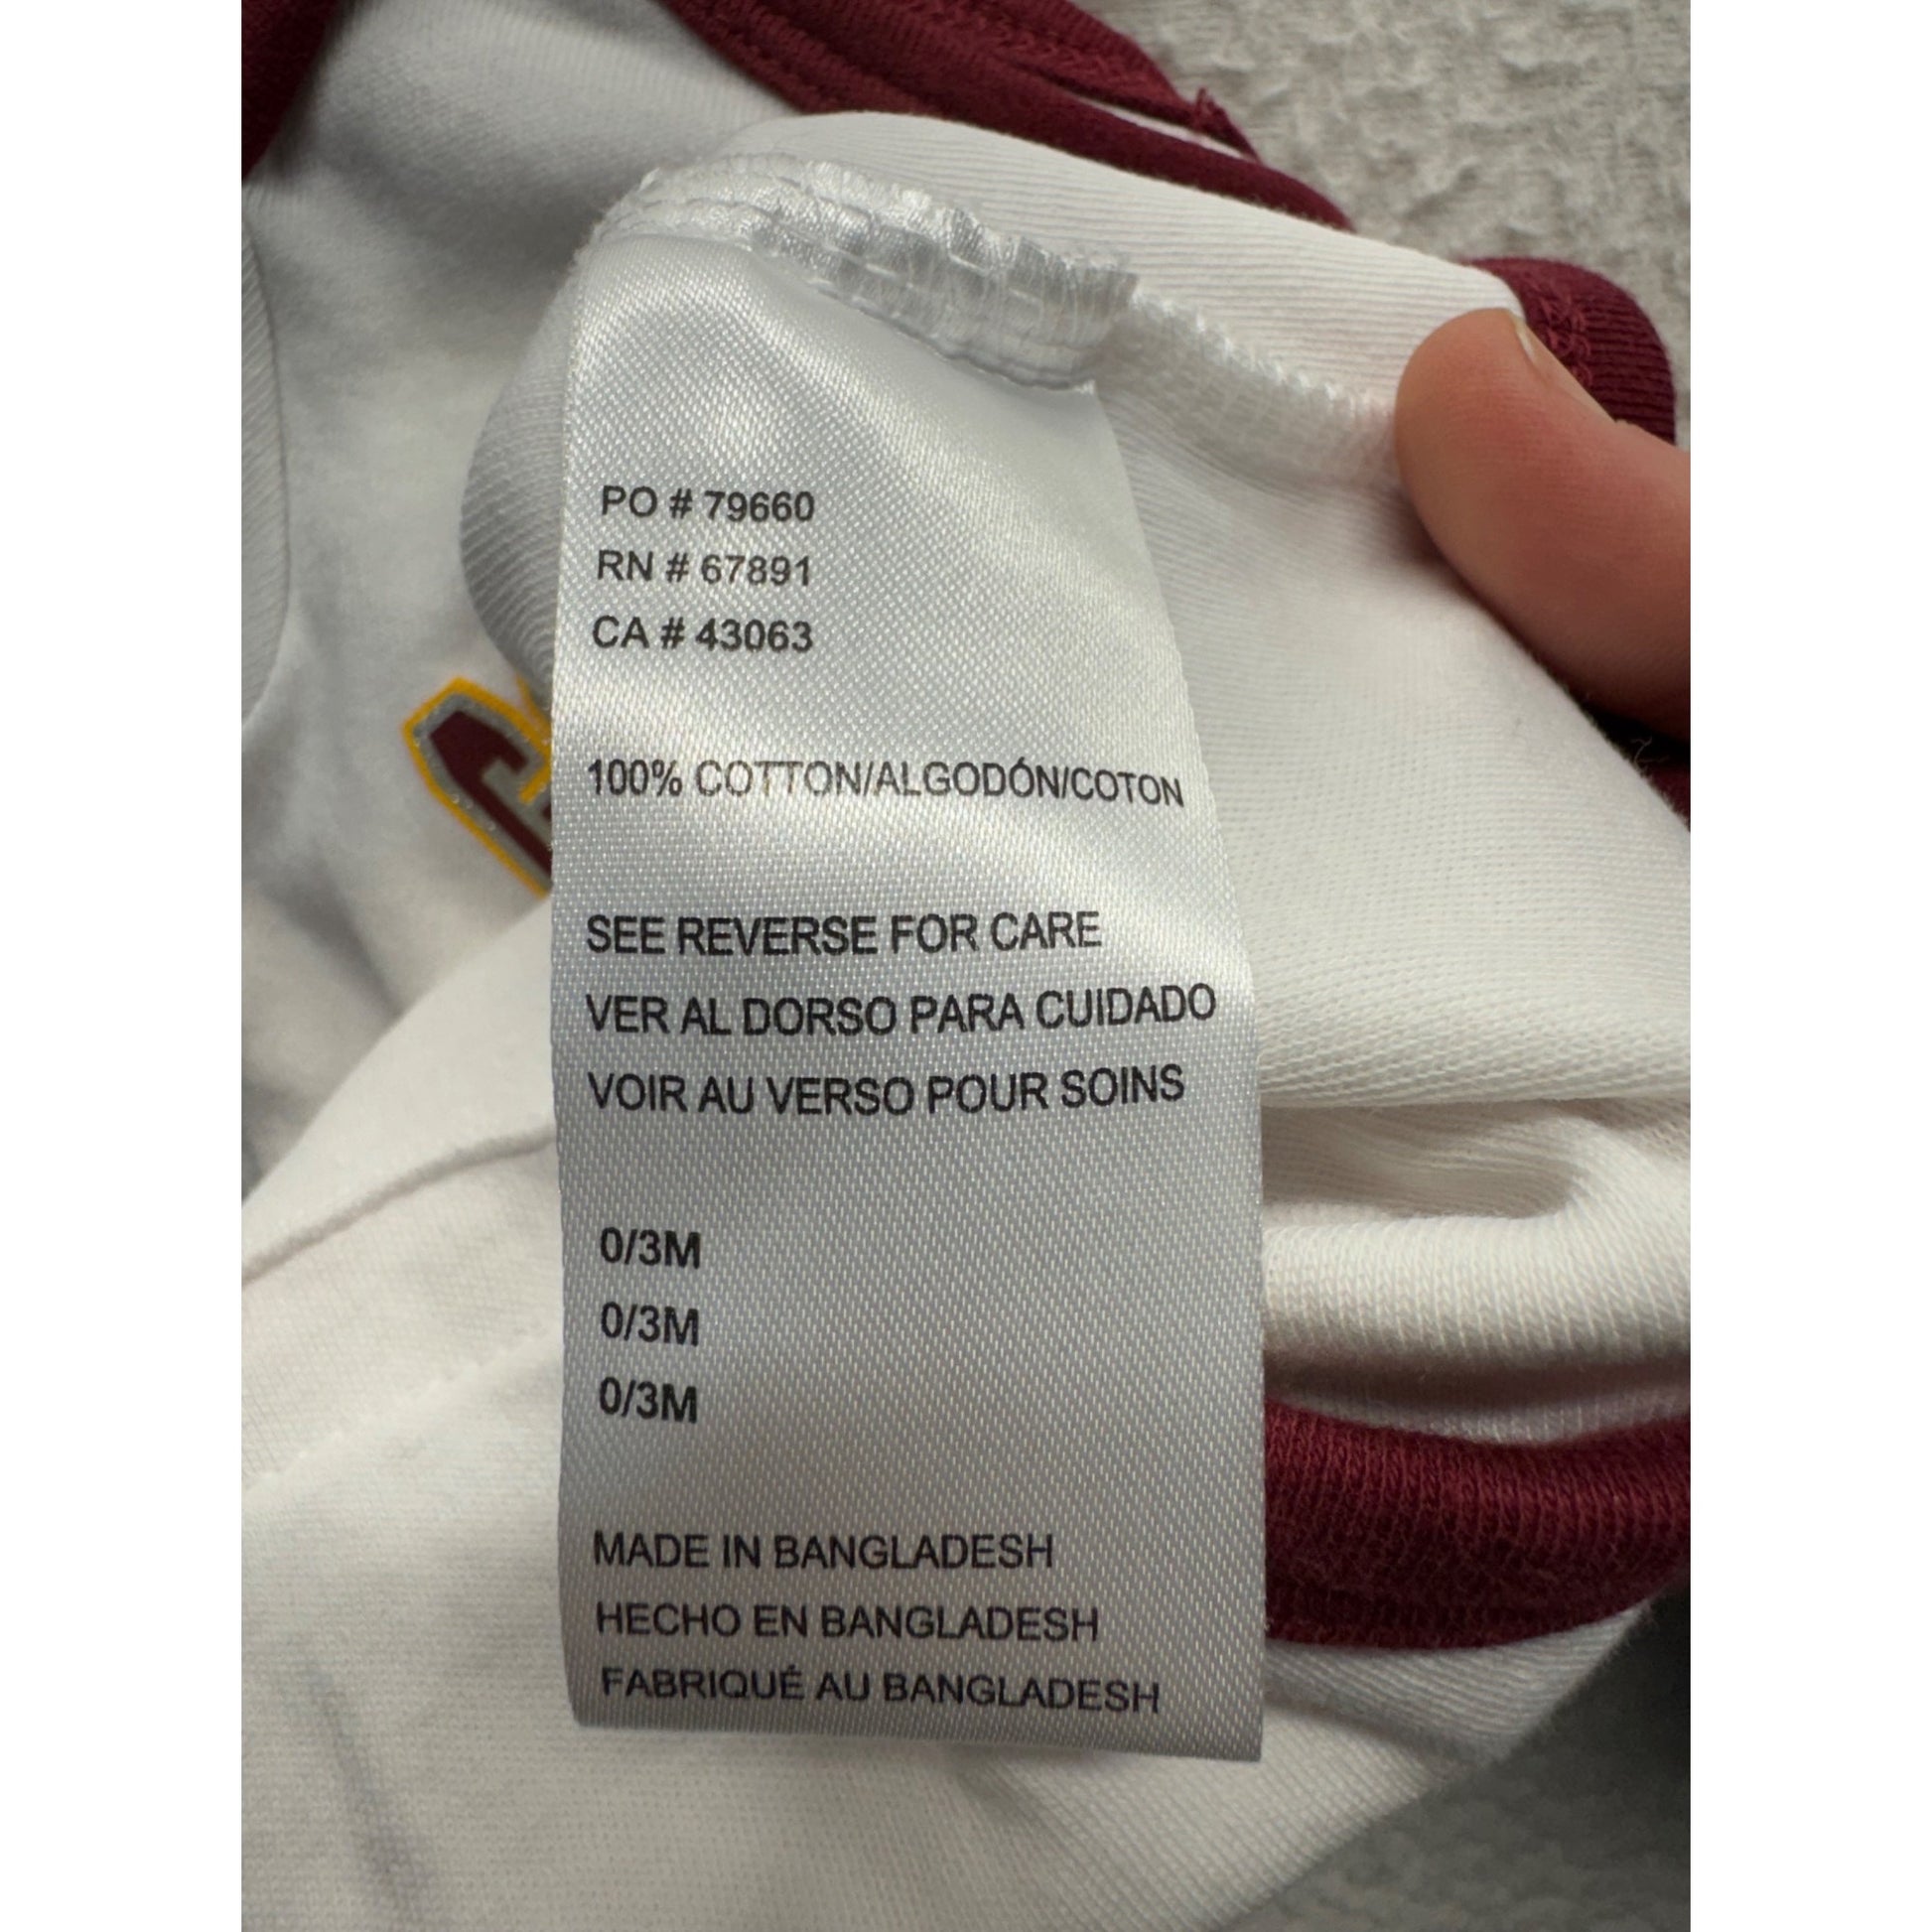 PO # 79660
RN # 67891
CA # 43063
100% COTTON/ALGODÓN/COTON
SEE REVERSE FOR CARE
VER AL DORSO PARA CUIDADO
VOIR AU VERSO POUR SOINS
0/3M
0/3M
0/3M
MADE IN BANGLADESH
HECHO EN BANGLADESH
FABRIQUÉ AU BANGLADESH